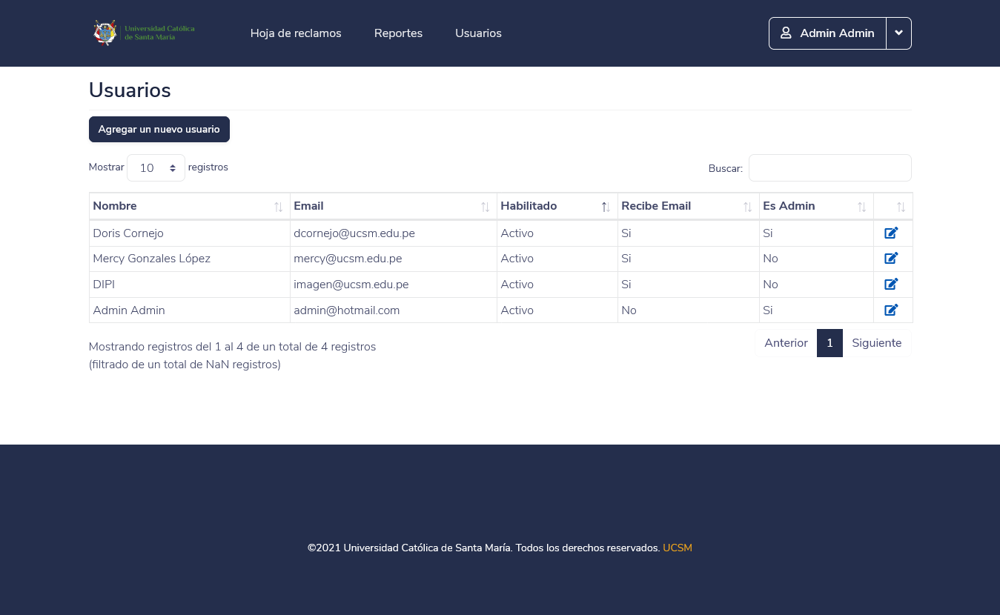 Universidad Católica
de Santa María
Hoja de reclamos Reportes Usuarios
Admin Admin
Usuarios
Agregar un nuevo usuario
Mostrar 10 registros
Buscar:
Nombre Email Habilitado Recibe Email Es Admin
Doris Cornejo dcornejo@ucsm.edu.pe Activo Si Si
Mercy Gonzales López mercy@ucsm.edu.pe Activo Si No
DIPI imagen@ucsm.edu.pe Activo Si No
Admin Admin admin@hotmail.com Activo No Si
Mostrando registros del 1 al 4 de un total de 4 registros
(filtrado de un total de NaN registros)
Anterior 1 Siguiente
©2021 Universidad Católica de Santa María. Todos los derechos reservados. UCSM